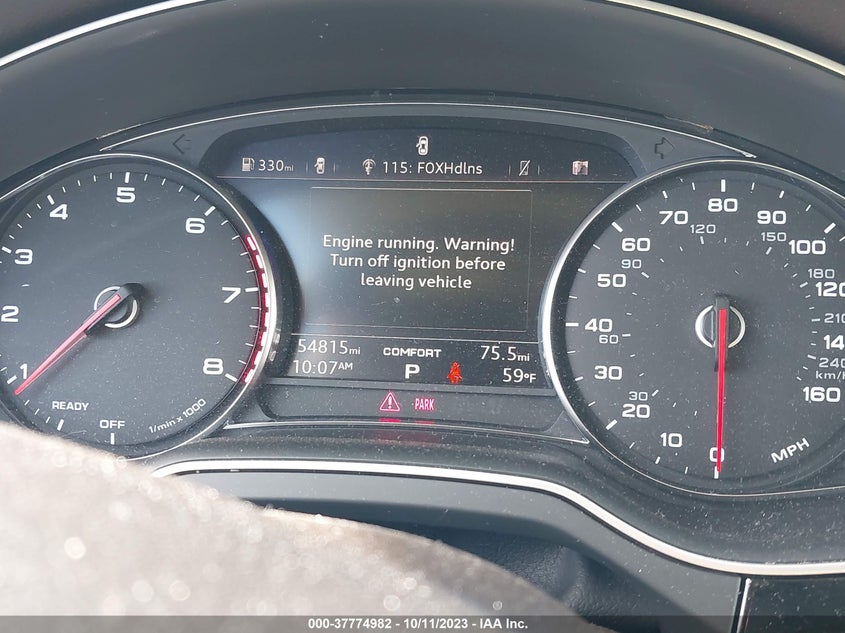 330mi
115: FOXHdlns
Engine running. Warning!
Turn off ignition before
leaving vehicle
54815mi COMFORT 75.5mi
10:07AM P 59°F
PARK
1 2 3 4 5 6 7 8
READY
OFF
1/min x 1000
0 10 20 30 40 50 60 70 80 90 100 120 140 160
30 60 90 120 150 180 210 240
km/h
MPH
000-37774982 - 10/11/2023 - IAA Inc.